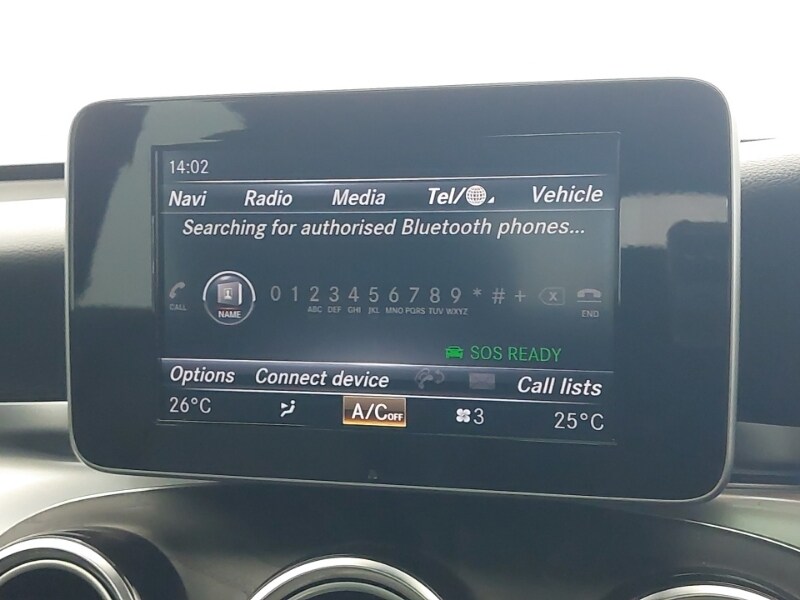 14:02
Navi Radio Media Tel/ Vehicle
Searching for authorised Bluetooth phones...
0 1 2 3 4 5 6 7 8 9 * # +
CALL NAME ABC DEF GHI JKL MNO PQRS TUV WXYZ END
SOS READY
Options Connect device Call lists
26°C A/C OFF 3 25°C